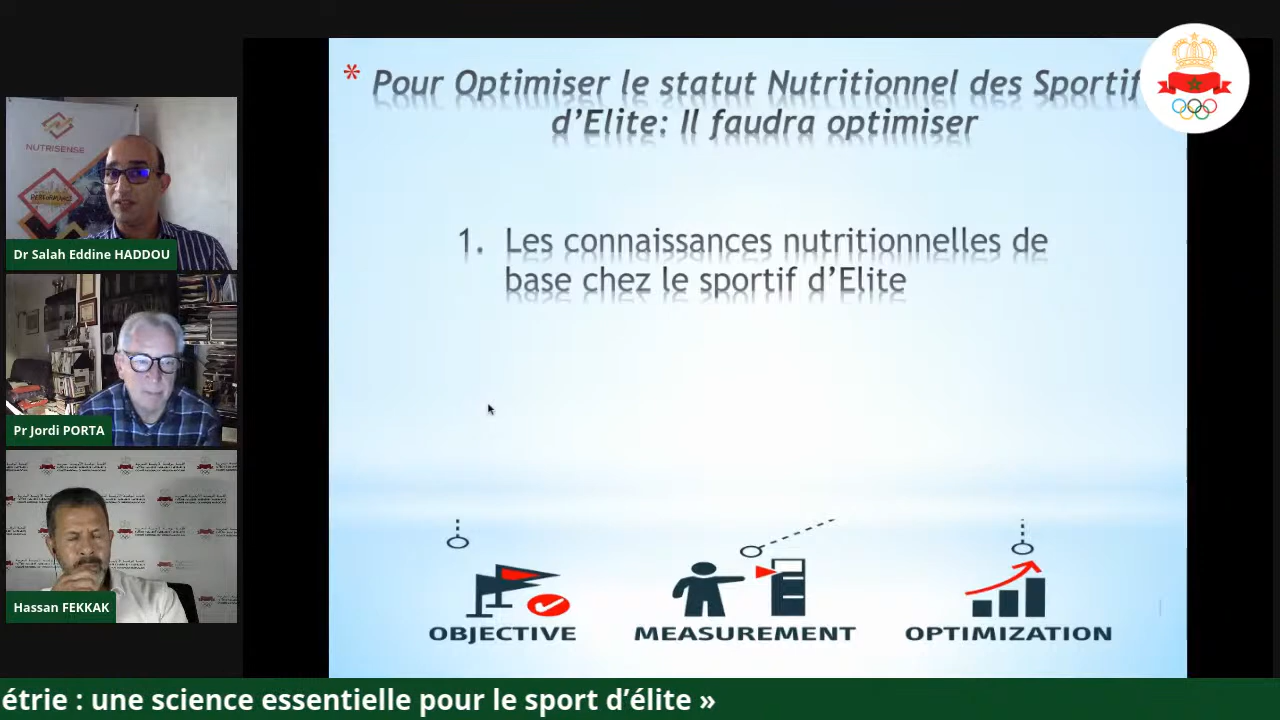 * Pour Optimiser le statut Nutritionnel des Sportif
d’Elite: Il faudra optimiser
1. Les connaissances nutritionnelles de
base chez le sportif d’Elite
OBJECTIVE
MEASUREMENT
OPTIMIZATION
NUTRISENSE
PERFORMANCE
Dr Salah Eddine HADDOU
Pr Jordi PORTA
Hassan FEKKAK
étrie : une science essentielle pour le sport d’élite »